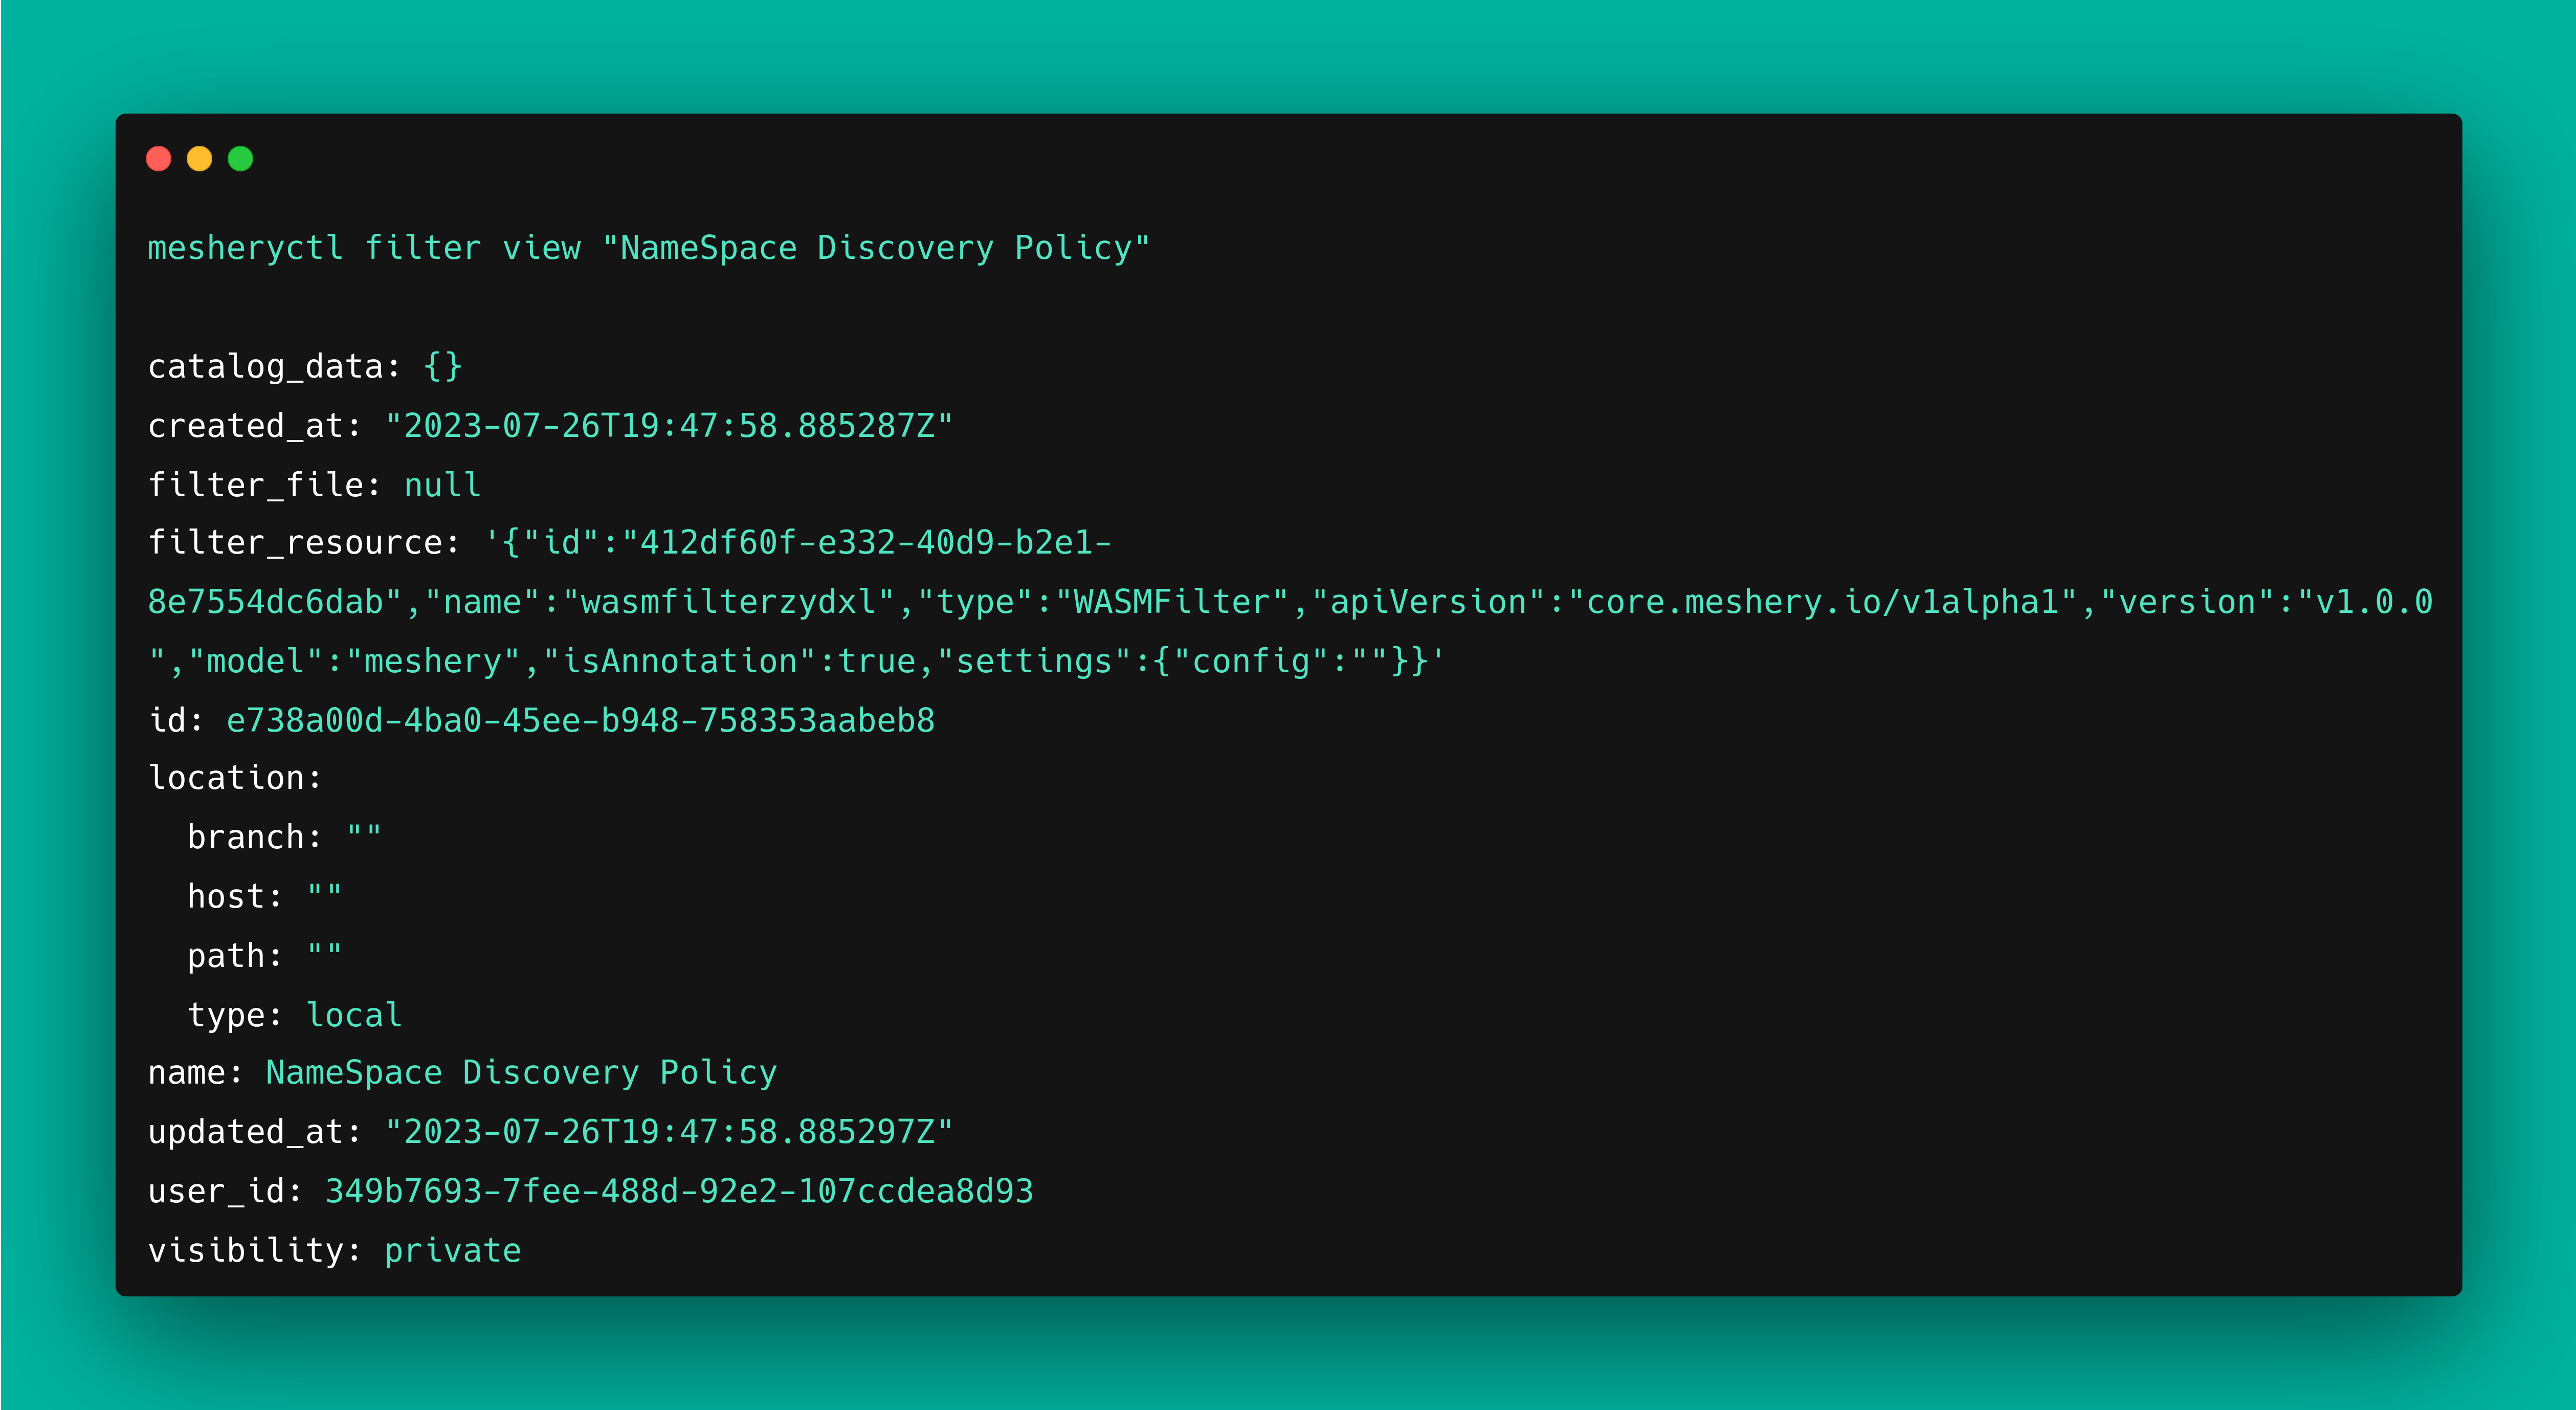 mesheryctl filter view "NameSpace Discovery Policy"
catalog_data: {}
created_at: "2023-07-26T19:47:58.885287Z"
filter_file: null
filter_resource: '{"id":"412df60f-e332-40d9-b2e1-
8e7554dc6dab","name":"wasmfilterzydxl","type":"WASMFilter","apiVersion":"core.meshery.io/v1alpha1","version":"v1.0.0
","model":"meshery","isAnnotation":true,"settings":{"config":""}}'
id: e738a00d-4ba0-45ee-b948-758353aabeb8
location:
  branch: ""
  host: ""
  path: ""
  type: local
name: NameSpace Discovery Policy
updated_at: "2023-07-26T19:47:58.885297Z"
user_id: 349b7693-7fee-488d-92e2-107ccdea8d93
visibility: private